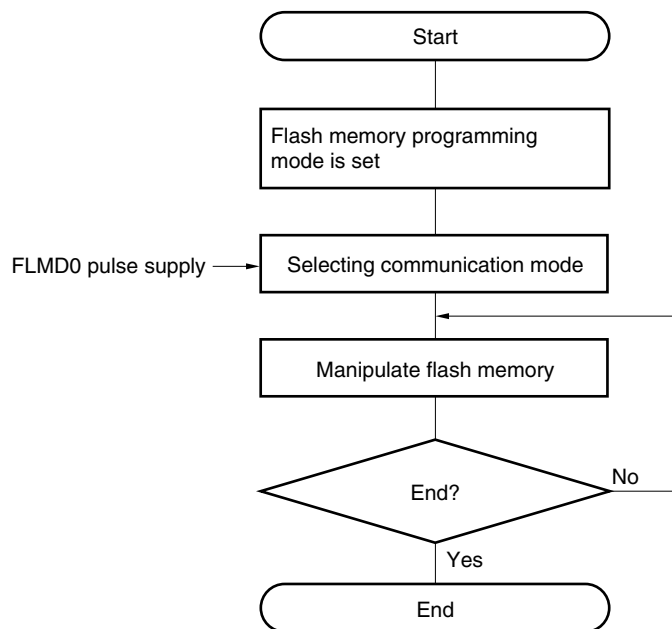 Start
Flash memory programming
mode is set
FLMD0 pulse supply
Selecting communication mode
Manipulate flash memory
End?
No
Yes
End